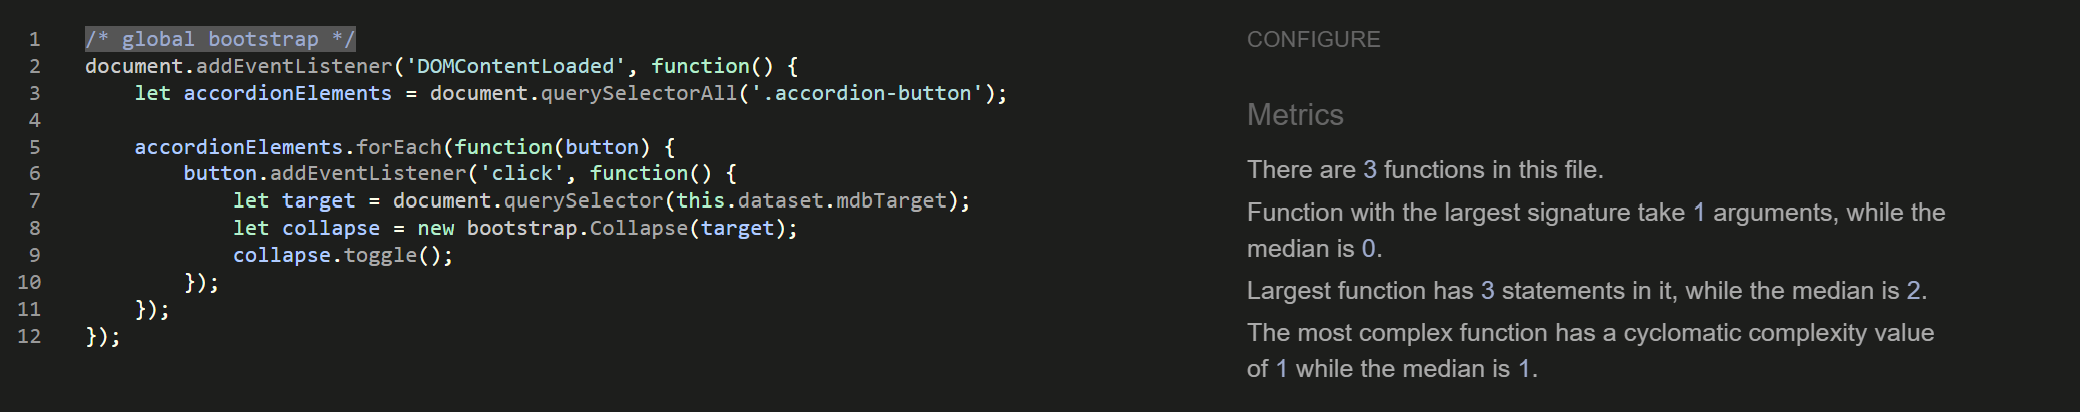 1 /* global bootstrap */
2 document.addEventListener('DOMContentLoaded', function() {
3     let accordionElements = document.querySelectorAll('.accordion-button');
4
5     accordionElements.forEach(function(button) {
6         button.addEventListener('click', function() {
7             let target = document.querySelector(this.dataset.mdbTarget);
8             let collapse = new bootstrap.Collapse(target);
9             collapse.toggle();
10         });
11     });
12 });
CONFIGURE
Metrics
There are 3 functions in this file.
Function with the largest signature take 1 arguments, while the
median is 0.
Largest function has 3 statements in it, while the median is 2.
The most complex function has a cyclomatic complexity value
of 1 while the median is 1.